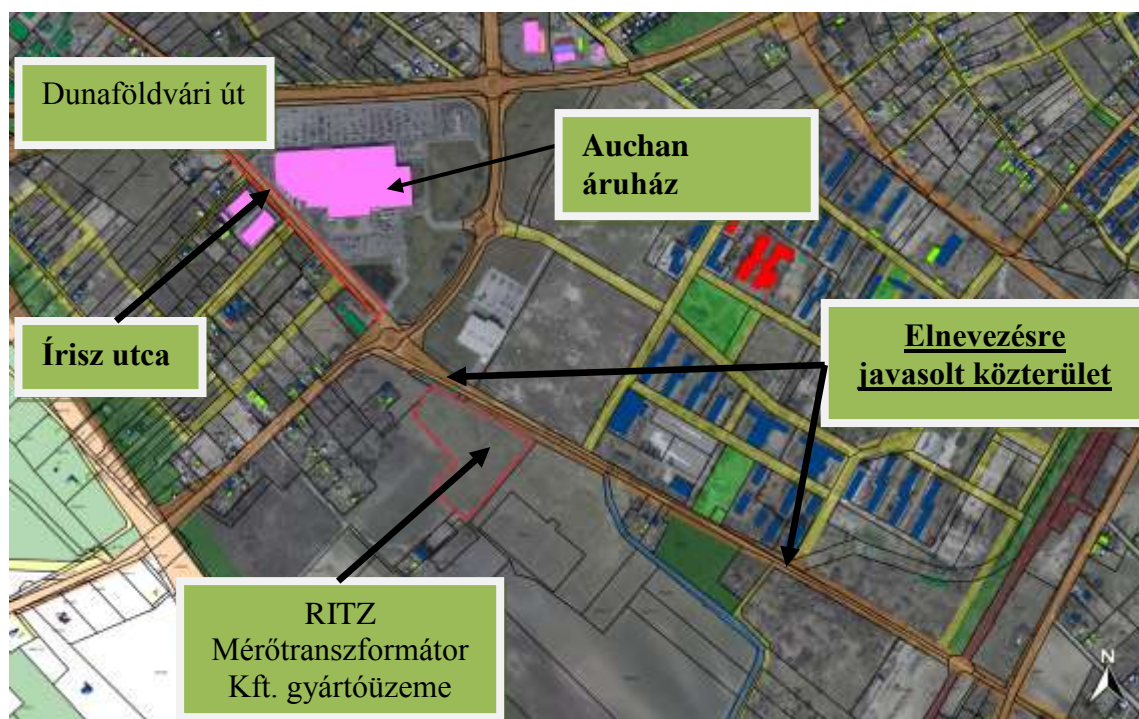 Dunaföldvári út
Auchan
áruház
Írisz utca
Elnevezésre
javasolt közterület
RITZ
Mérőtranszformátor
Kft. gyártóüzeme
N